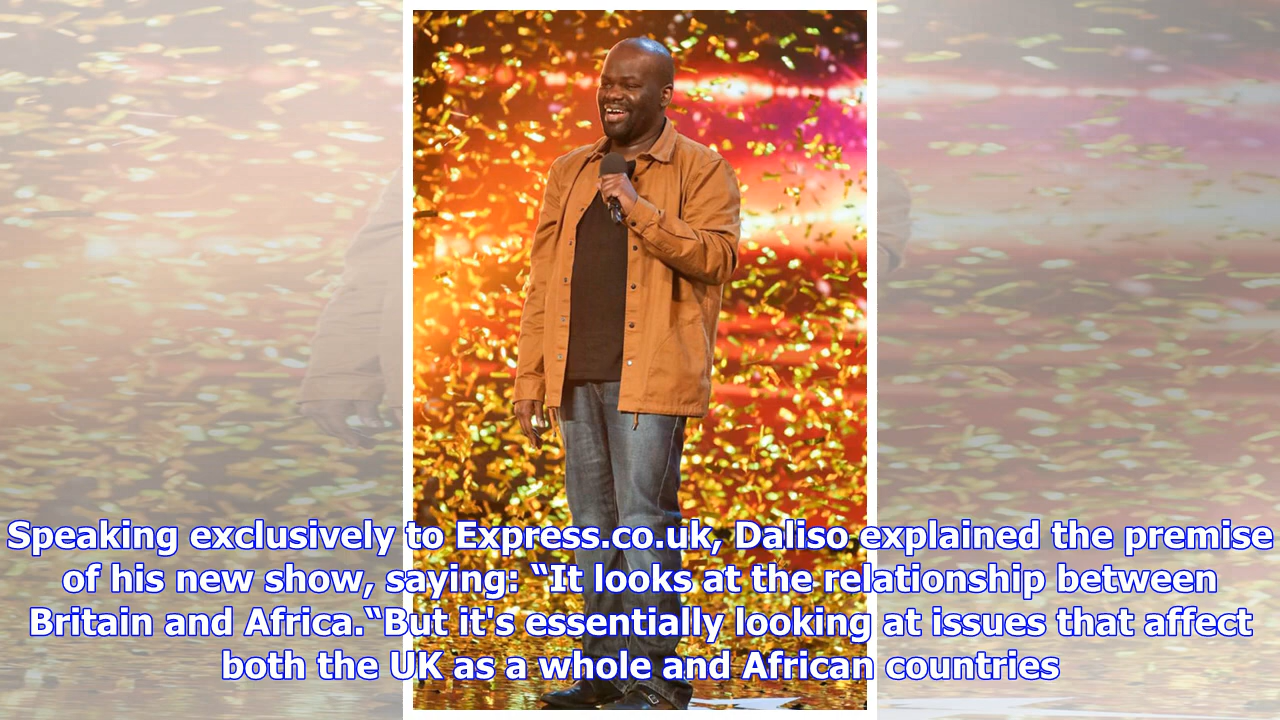 Speaking exclusively to Express.co.uk, Daliso explained the premise
of his new show, saying: “It looks at the relationship between
Britain and Africa.“But it's essentially looking at issues that affect
both the UK as a whole and African countries